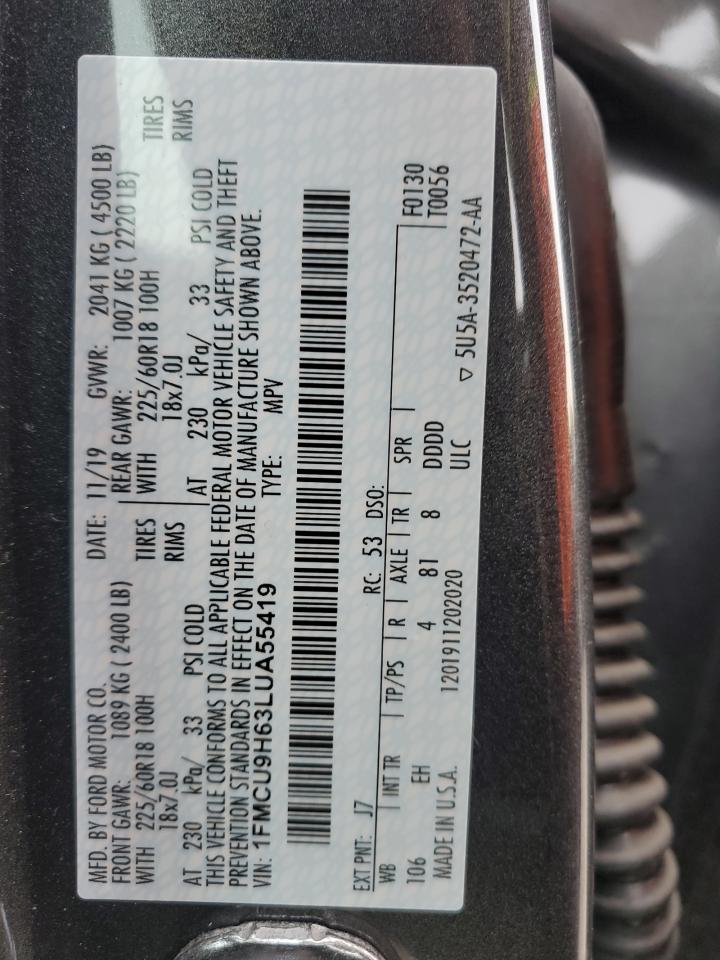 MFD. BY FORD MOTOR CO. DATE: 11/19 GVWR: 2041 KG ( 4500 LB)
FRONT GAWR: 1089 KG ( 2400 LB) REAR GAWR: 1007 KG ( 2220 LB)
WITH 225/60R18 100H TIRES WITH 225/60R18 100H TIRES
18x7.0J RIMS 18x7.0J RIMS
AT 230 kPa/ 33 PSI COLD AT 230 kPa/ 33 PSI COLD
THIS VEHICLE CONFORMS TO ALL APPLICABLE FEDERAL MOTOR VEHICLE SAFETY AND THEFT
PREVENTION STANDARDS IN EFFECT ON THE DATE OF MANUFACTURE SHOWN ABOVE.
VIN: 1FMCU9H63LUA55419 TYPE: MPV
EXT PNT: J7 RC: 53 DSO:
WB INT TR TP/PS R AXLE TR SPR F0130
106 EH 4 81 8 DDDD T0056
MADE IN U.S.A. 1201911202020 ULC
▽ 5U5A-3520472-AA